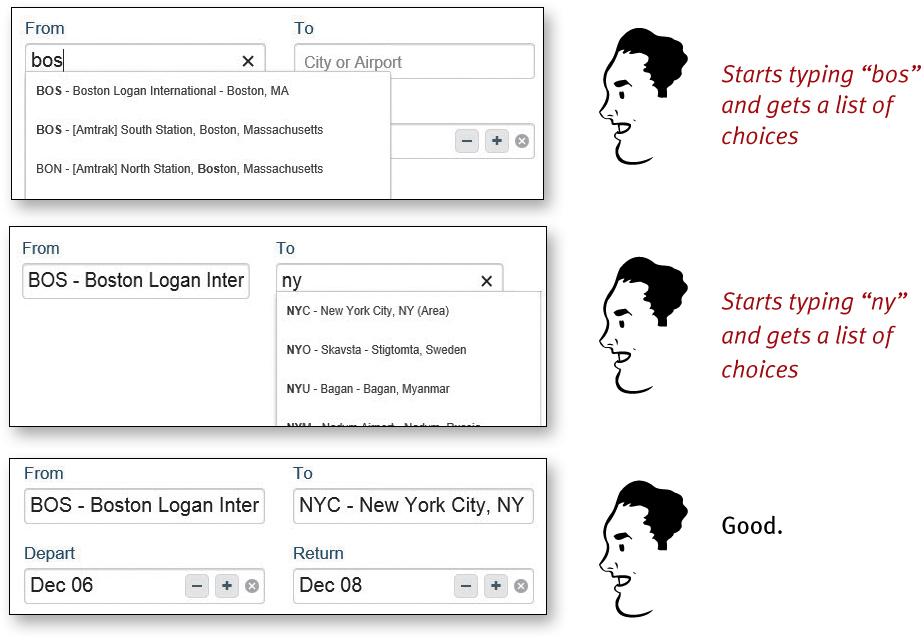 From To
bos City or Airport
BOS - Boston Logan International - Boston, MA
BOS - [Amtrak] South Station, Boston, Massachusetts
BON - [Amtrak] North Station, Boston, Massachusetts
Starts typing “bos”
and gets a list of
choices
From To
BOS - Boston Logan Inter ny
NYC - New York City, NY (Area)
NYO - Skavsta - Stigtomta, Sweden
NYU - Bagan - Bagan, Myanmar
Starts typing “ny”
and gets a list of
choices
From To
BOS - Boston Logan Inter NYC - New York City, NY
Depart Return
Dec 06 Dec 08
Good.